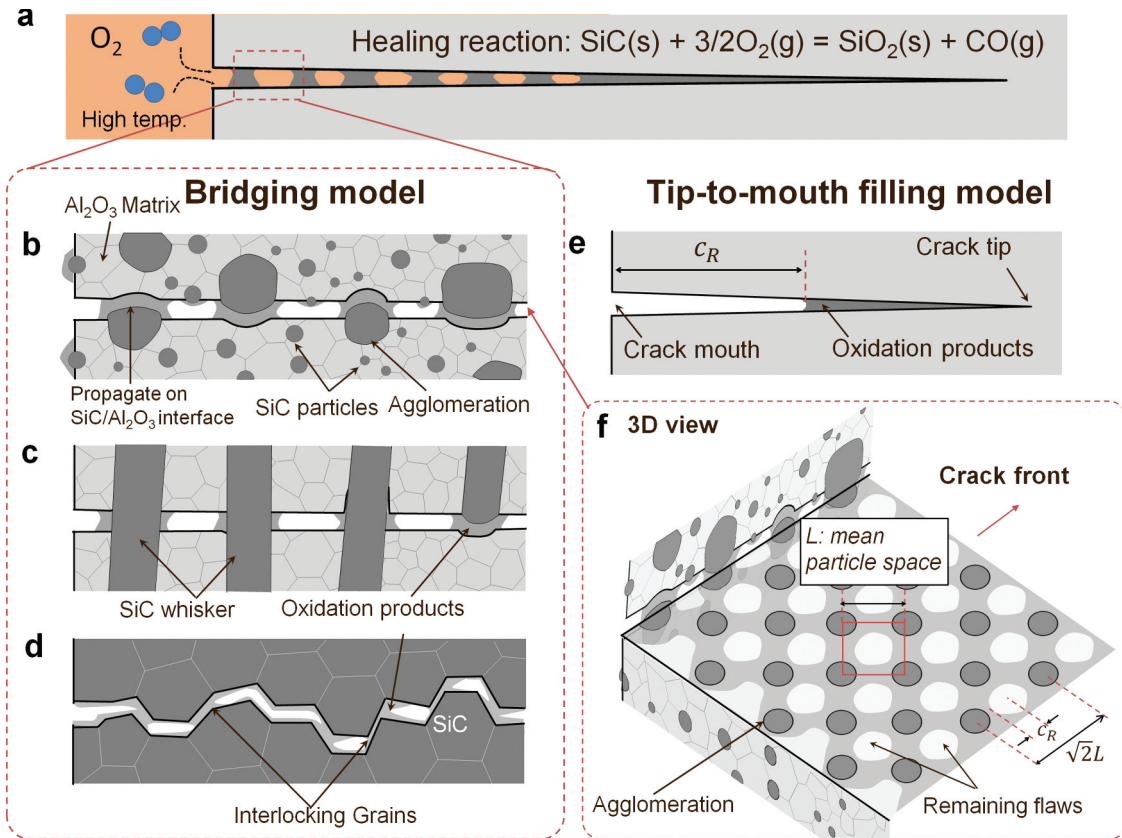 a
O₂
High temp.
Healing reaction: SiC(s) + 3/2O₂(g) = SiO₂(s) + CO(g)
Bridging model
Al₂O₃ Matrix
b
Propagate on
SiC/Al₂O₃ interface
SiC particles
Agglomeration
c
SiC whisker
Oxidation products
d
SiC
Interlocking Grains
Tip-to-mouth filling model
e
c_R
Crack tip
Crack mouth
Oxidation products
f 3D view
Crack front
L: mean
particle space
c_R
√2L
Agglomeration
Remaining flaws